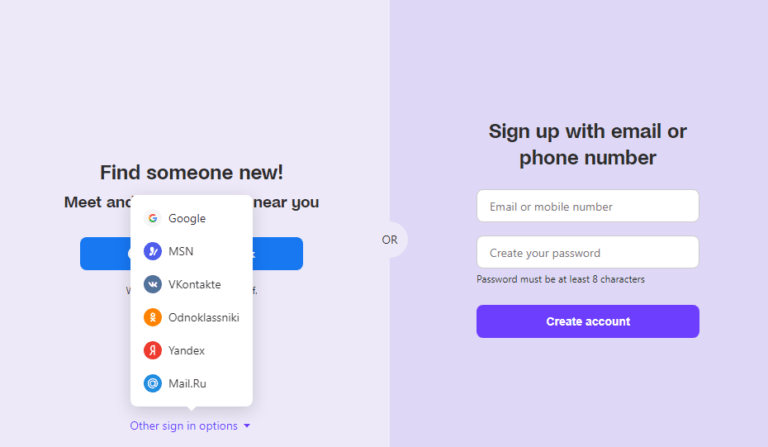 Find someone new!
Meet and near you
Google
MSN
VKontakte
Odnoklassniki
Yandex
Mail.Ru
Other sign in options
OR
Sign up with email or
phone number
Email or mobile number
Create your password
Password must be at least 8 characters
Create account